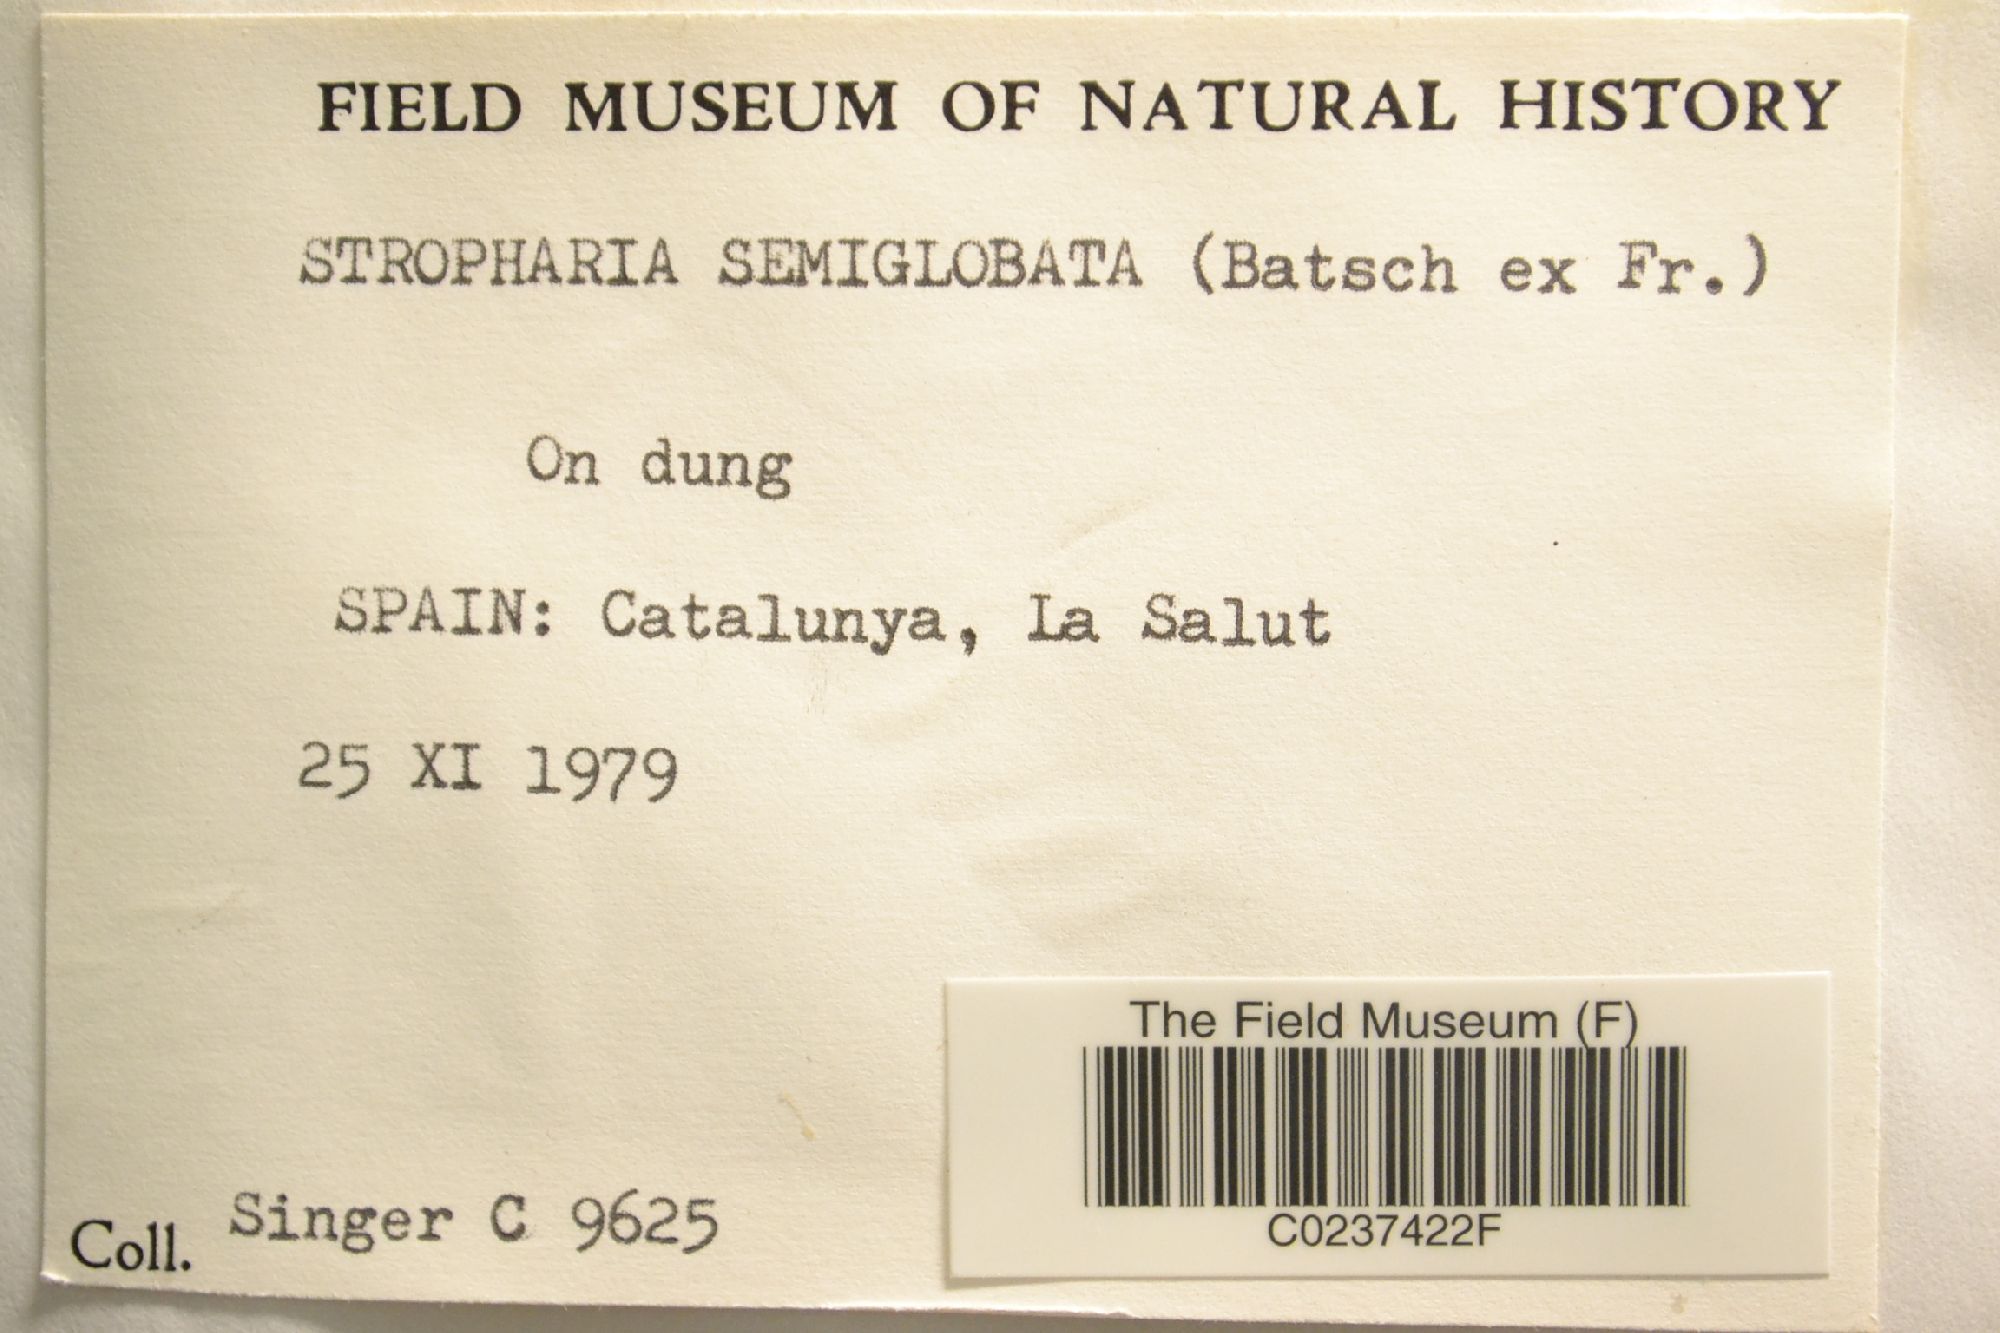 FIELD MUSEUM OF NATURAL HISTORY
STROPHARIA SEMIGLOBATA (Batsch ex Fr.)
On dung
SPAIN: Catalunya, La Salut
25 XI 1979
Coll. Singer C 9625
The Field Museum (F)
C0237422F